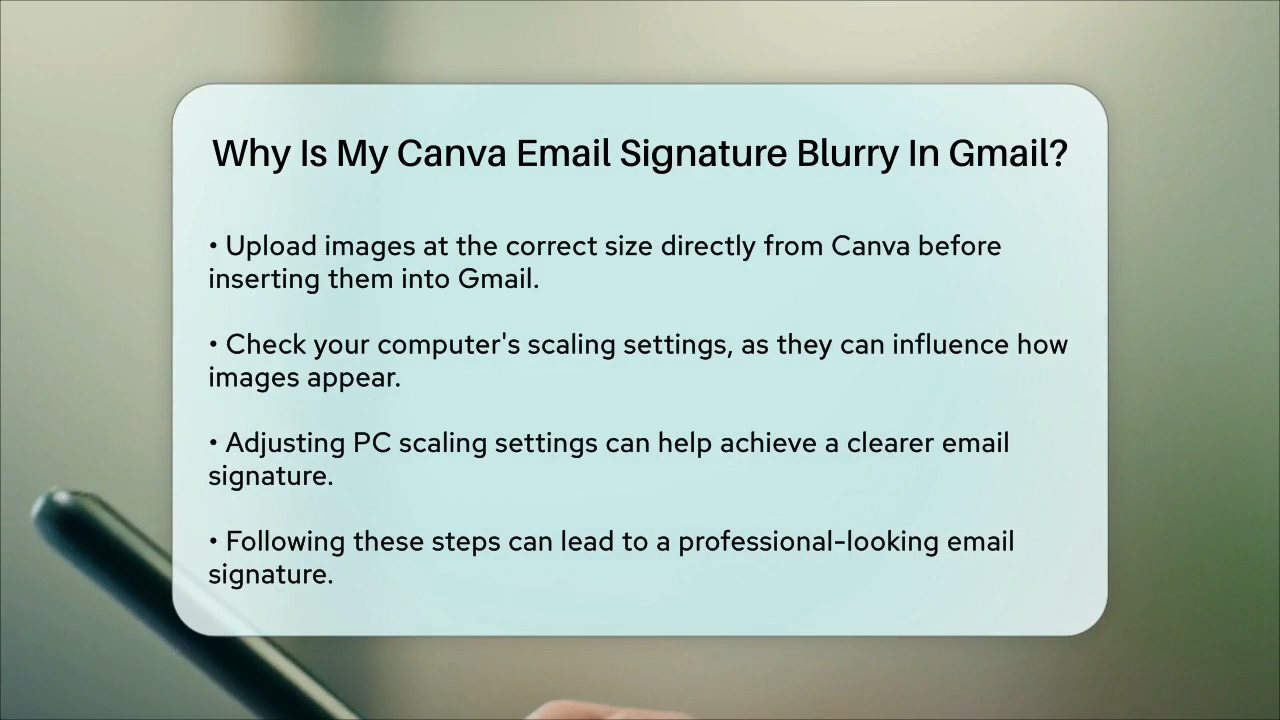 Why Is My Canva Email Signature Blurry In Gmail?
• Upload images at the correct size directly from Canva before
inserting them into Gmail.
• Check your computer's scaling settings, as they can influence how
images appear.
• Adjusting PC scaling settings can help achieve a clearer email
signature.
• Following these steps can lead to a professional-looking email
signature.